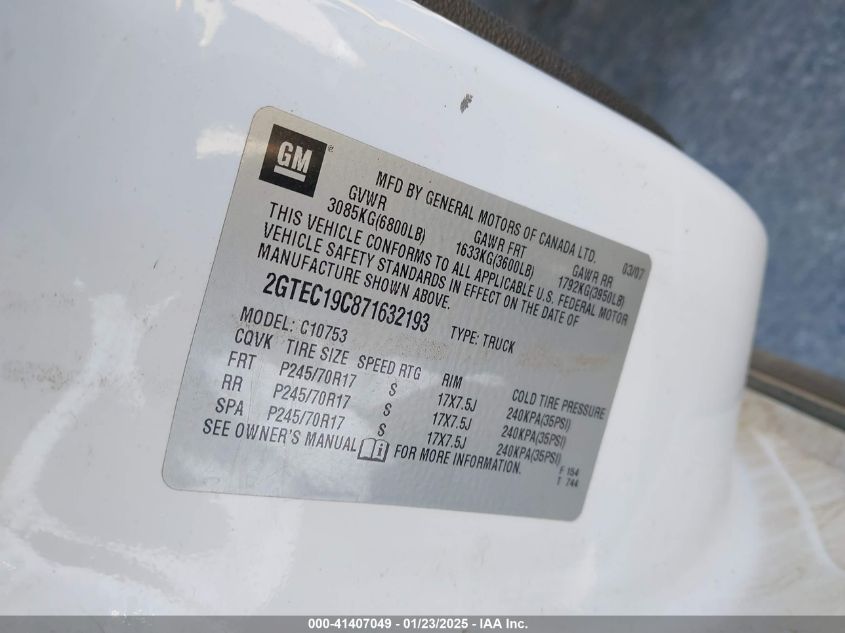 GM®
MFD BY GENERAL MOTORS OF CANADA LTD.
03/07
GVWR GAWR FRT GAWR RR
3085KG(6800LB) 1633KG(3600LB) 1792KG(3950LB)
THIS VEHICLE CONFORMS TO ALL APPLICABLE U.S. FEDERAL MOTOR
VEHICLE SAFETY STANDARDS IN EFFECT ON THE DATE OF
MANUFACTURE SHOWN ABOVE.
2GTEC19C871632193 TYPE: TRUCK
MODEL: C10753
CQVK TIRE SIZE SPEED RTG RIM COLD TIRE PRESSURE
FRT P245/70R17 S 17X7.5J 240KPA(35PSI)
RR P245/70R17 S 17X7.5J 240KPA(35PSI)
SPA P245/70R17 S 17X7.5J 240KPA(35PSI)
SEE OWNER'S MANUAL FOR MORE INFORMATION.
F 154
T 744
000-41407049 — 01/23/2025 — IAA Inc.